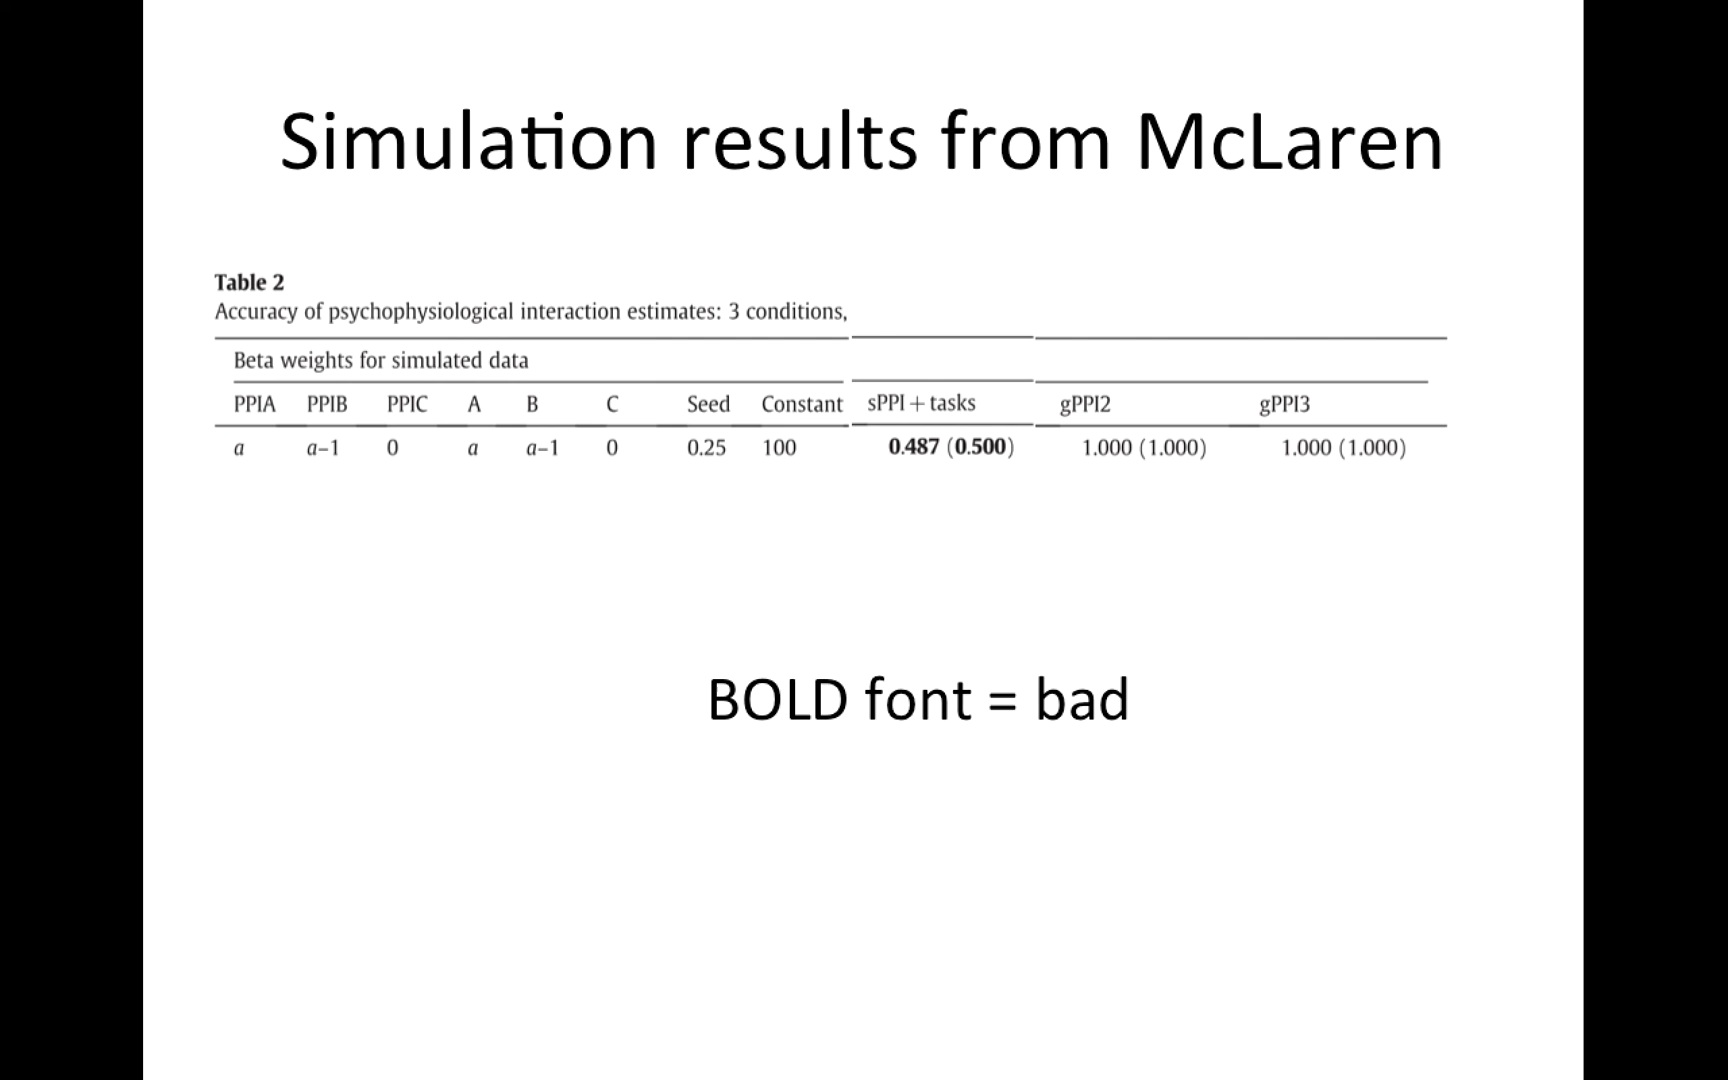 Simulation results from McLaren
Table 2
Accuracy of psychophysiological interaction estimates: 3 conditions,
Beta weights for simulated data
PPIA PPIB PPIC A B C Seed Constant sPPI + tasks gPPI2 gPPI3
a a−1 0 a a−1 0 0.25 100 0.487 (0.500) 1.000 (1.000) 1.000 (1.000)
BOLD font = bad